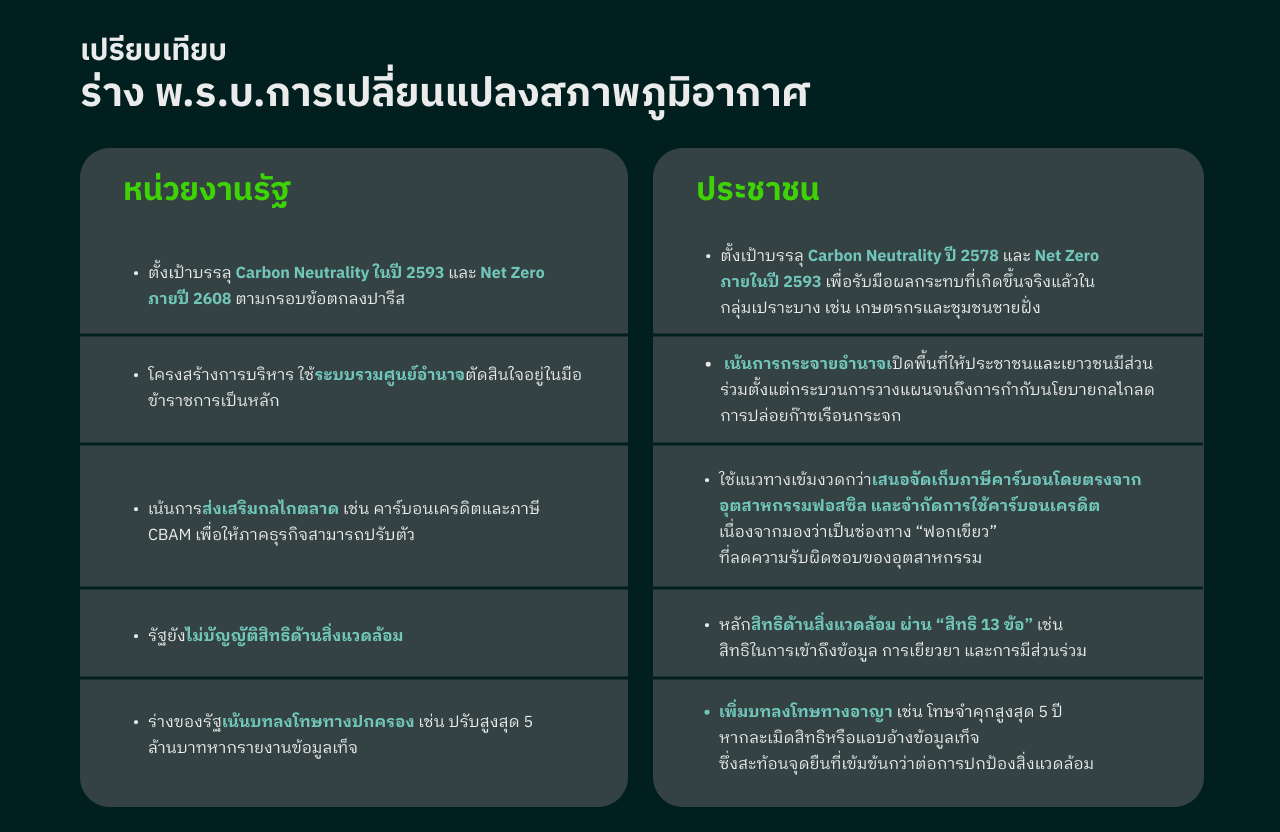 เปรียบเทียบ
ร่าง พ.ร.บ.การเปลี่ยนแปลงสภาพภูมิอากาศ
หน่วยงานรัฐ
• ตั้งเป้าบรรลุ Carbon Neutrality ในปี 2593 และ Net Zero
ภายปี 2608 ตามกรอบข้อตกลงปารีส
• โครงสร้างการบริหาร ใช้ระบบรวมศูนย์อำนาจตัดสินใจอยู่ในมือ
ข้าราชการเป็นหลัก
• เน้นการส่งเสริมกลไกตลาด เช่น คาร์บอนเครดิตและภาษี
CBAM เพื่อให้ภาคธุรกิจสามารถปรับตัว
• รัฐยังไม่บัญญัติสิทธิด้านสิ่งแวดล้อม
• ร่างของรัฐเน้นบทลงโทษทางปกครอง เช่น ปรับสูงสุด 5
ล้านบาทหากรายงานข้อมูลเท็จ
ประชาชน
• ตั้งเป้าบรรลุ Carbon Neutrality ปี 2578 และ Net Zero
ภายในปี 2593 เพื่อรับมือผลกระทบที่เกิดขึ้นจริงแล้วใน
กลุ่มเปราะบาง เช่น เกษตรกรและชุมชนชายฝั่ง
• เน้นการกระจายอำนาจเปิดพื้นที่ให้ประชาชนและเยาวชนมีส่วน
ร่วมตั้งแต่กระบวนการวางแผนจนถึงการกำกับนโยบายกลไกลด
การปล่อยก๊าซเรือนกระจก
• ใช้แนวทางเข้มงวดกว่าเสนอจัดเก็บภาษีคาร์บอนโดยตรงจาก
อุตสาหกรรมฟอสซิล และจำกัดการใช้คาร์บอนเครดิต
เนื่องจากมองว่าเป็นช่องทาง “ฟอกเขียว”
ที่ลดความรับผิดชอบของอุตสาหกรรม
• หลักสิทธิด้านสิ่งแวดล้อม ผ่าน “สิทธิ 13 ข้อ” เช่น
สิทธิในการเข้าถึงข้อมูล การเยียวยา และการมีส่วนร่วม
• เพิ่มบทลงโทษทางอาญา เช่น โทษจำคุกสูงสุด 5 ปี
หากละเมิดสิทธิหรือแอบอ้างข้อมูลเท็จ
ซึ่งสะท้อนจุดยืนที่เข้มข้นกว่าต่อการปกป้องสิ่งแวดล้อม